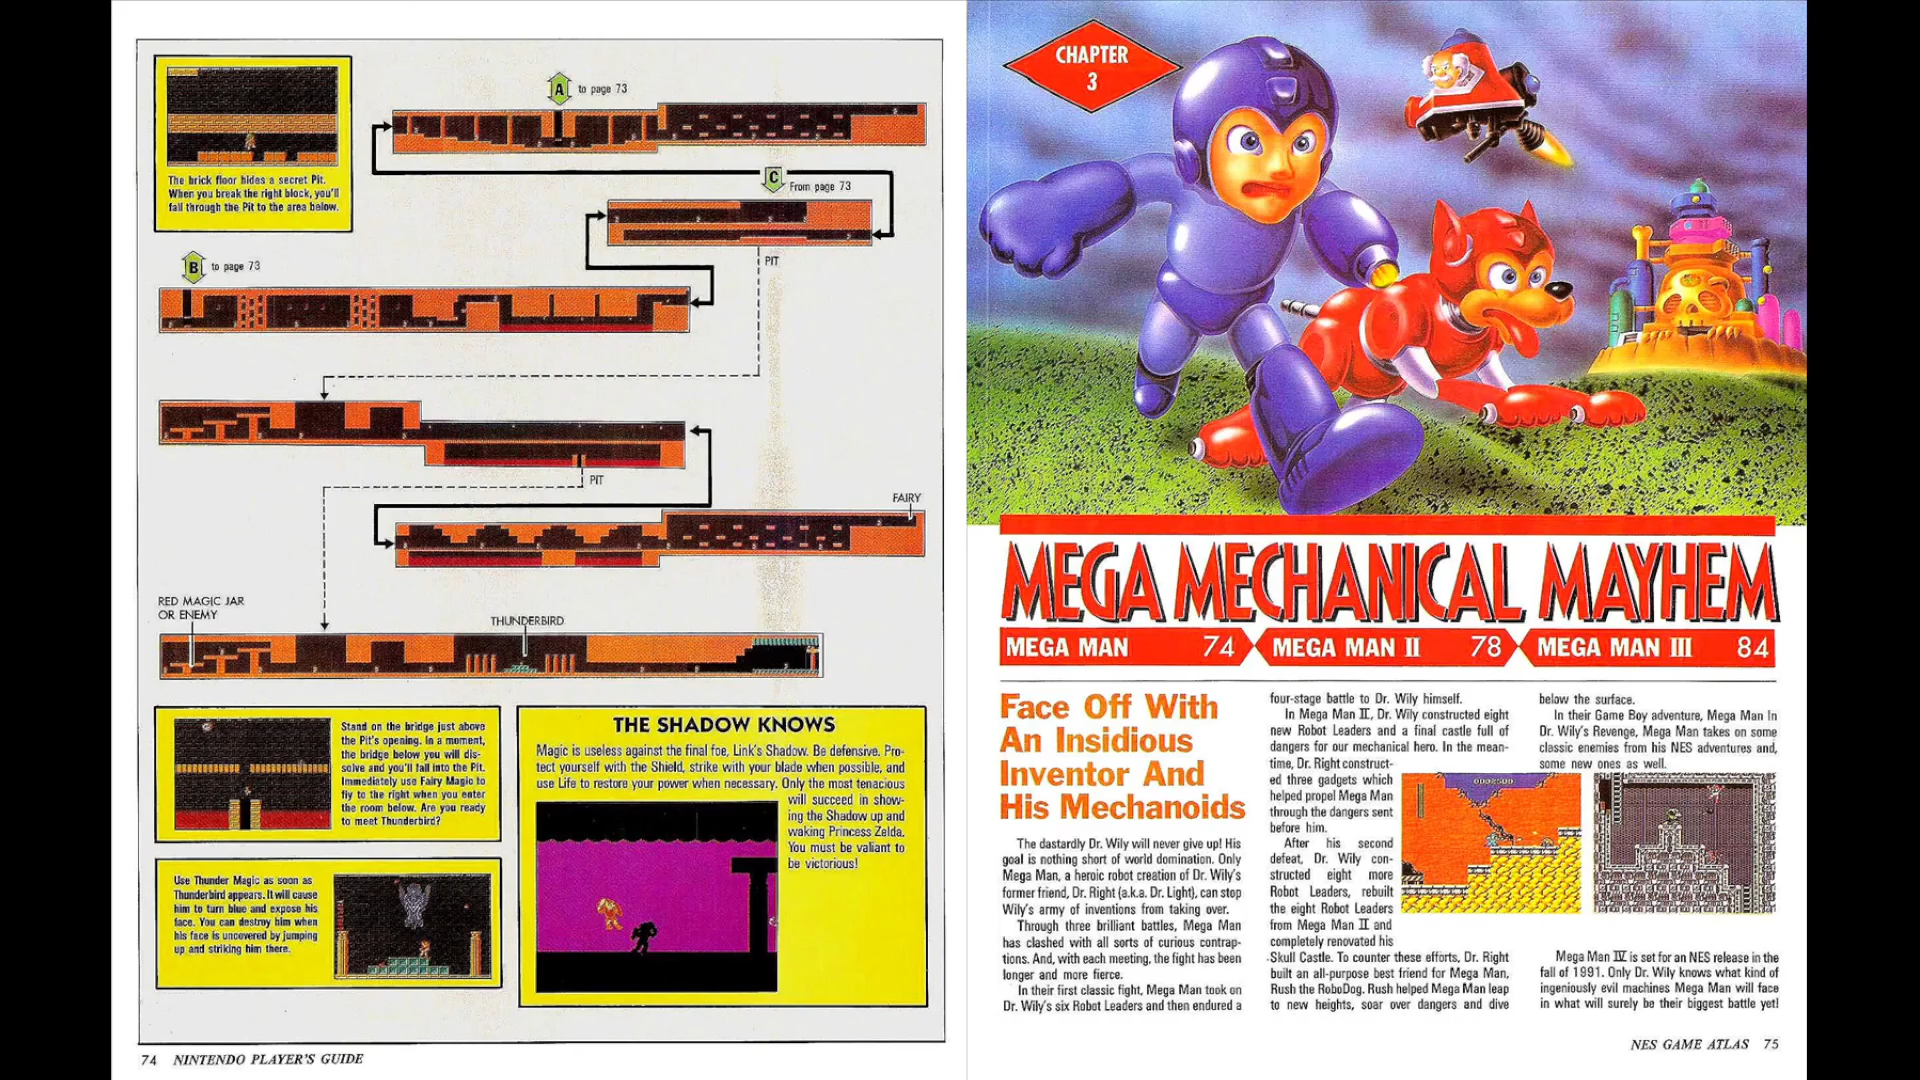 The brick floor hides a secret Pit.
When you break the right block, you'll
fall through the Pit to the area below.
A to page 73
C From page 73
PIT
B to page 73
PIT
FAIRY
RED MAGIC JAR
OR ENEMY
THUNDERBIRD
Stand on the bridge just above
the Pit's opening. In a moment,
the bridge below you will dis-
solve and you'll fall into the Pit.
Immediately use Fairy Magic to
fly to the right when you enter
the room below. Are you ready
to meet Thunderbird?
Use Thunder Magic as soon as
Thunderbird appears. It will cause
him to turn blue and expose his
face. You can destroy him when
his face is uncovered by jumping
up and striking him there.
THE SHADOW KNOWS
Magic is useless against the final foe, Link's Shadow. Be defensive. Pro-
tect yourself with the Shield, strike with your blade when possible, and
use Life to restore your power when necessary. Only the most tenacious
will succeed in show-
ing the Shadow up and
waking Princess Zelda.
You must be valiant to
be victorious!
74 NINTENDO PLAYER'S GUIDE
CHAPTER
3
MEGA MECHANICAL MAYHEM
MEGA MAN 74 MEGA MAN II 78 MEGA MAN III 84
Face Off With
An Insidious
Inventor And
His Mechanoids
The dastardly Dr. Wily will never give up! His
goal is nothing short of world domination. Only
Mega Man, a heroic robot creation of Dr. Wily's
former friend, Dr. Right (a.k.a. Dr. Light), can stop
Wily's army of inventions from taking over.
Through three brilliant battles, Mega Man
has clashed with all sorts of curious contrap-
tions. And, with each meeting, the fight has been
longer and more fierce.
In their first classic fight, Mega Man took on
Dr. Wily's six Robot Leaders and then endured a
four-stage battle to Dr. Wily himself.
In Mega Man II, Dr. Wily constructed eight
new Robot Leaders and a final castle full of
dangers for our mechanical hero. In the mean-
time, Dr. Right construct-
ed three gadgets which
helped propel Mega Man
through the dangers sent
before him.
After his second
defeat, Dr. Wily con-
structed eight more
Robot Leaders, rebuilt
the eight Robot Leaders
from Mega Man II and
completely renovated his
Skull Castle. To counter these efforts, Dr. Right
built an all-purpose best friend for Mega Man,
Rush the RoboDog. Rush helped Mega Man leap
to new heights, soar over dangers and dive
below the surface.
In their Game Boy adventure, Mega Man In
Dr. Wily's Revenge, Mega Man takes on some
classic enemies from his NES adventures and,
some new ones as well.
0002500
Mega Man IV is set for an NES release in the
fall of 1991. Only Dr. Wily knows what kind of
ingeniously evil machines Mega Man will face
in what will surely be their biggest battle yet!
NES GAME ATLAS 75